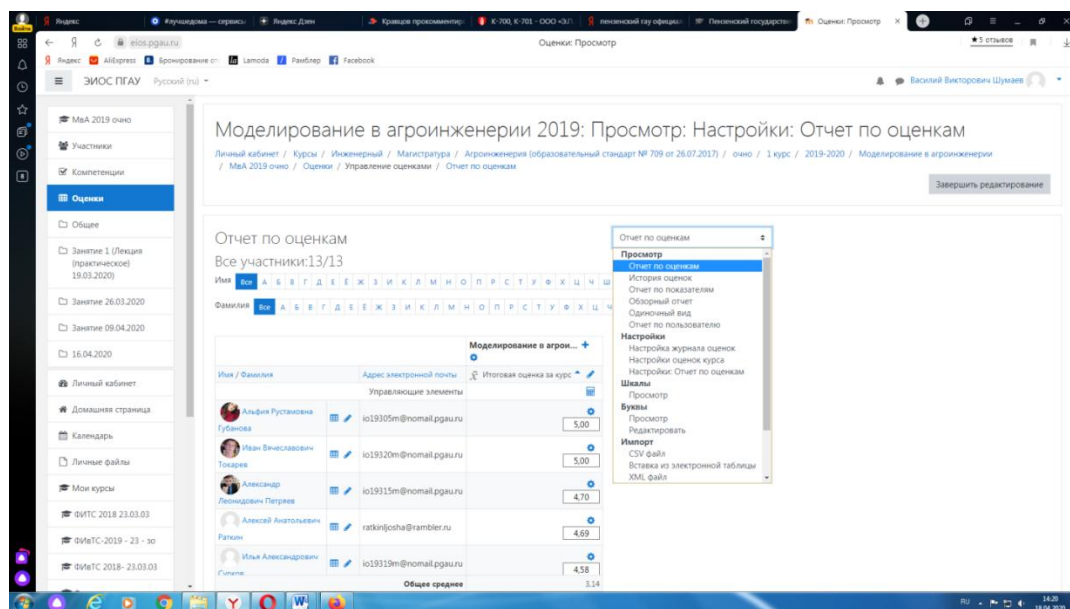 Яндекс
#лучшедома — сервисы
Яндекс Дзен
Кравцов прокомментир
К-700, К-701 - ООО «ЗЛ
пензенский гау официал
Пензенский государстве
Оценки: Просмотр
Войти
eios.pgau.ru
Оценки: Просмотр
★ 5 отзывов
Яндекс
AliExpress
Бронирование от
Lamoda
Рамблер
Facebook
ЭИОС ПГАУ
Русский (ru)
Василий Викторович Шумаев
МвА 2019 очно
Участники
Компетенции
Оценки
Общее
Занятие 1 (Лекция (практическое) 19.03.2020)
Занятие 26.03.2020
Занятие 09.04.2020
16.04.2020
Личный кабинет
Домашняя страница
Календарь
Личные файлы
Мои курсы
ФИТС 2018 23.03.03
ФИвТС-2019 - 23 - зо
ФИвТС 2018- 23.03.03
Моделирование в агроинженерии 2019: Просмотр: Настройки: Отчет по оценкам
Личный кабинет / Курсы / Инженерный / Магистратура / Агроинженерия (образовательный стандарт № 709 от 26.07.2017) / очно / 1 курс / 2019-2020 / Моделирование в агроинженерии
/ МвА 2019 очно / Оценки / Управление оценками / Отчет по оценкам
Завершить редактирование
Отчет по оценкам
Все участники:13/13
Имя Все А Б В Г Д Е Ё Ж З И К Л М Н О П Р С Т У Ф Х Ц Ч Ш
Фамилия Все А Б В Г Д Е Ё Ж З И К Л М Н О П Р С Т У Ф Х Ц Ч
Отчет по оценкам
Просмотр
Отчет по оценкам
История оценок
Отчет по показателям
Обзорный отчет
Одиночный вид
Отчет по пользователю
Настройки
Настройка журнала оценок
Настройки оценок курса
Настройки: Отчет по оценкам
Шкалы
Просмотр
Буквы
Просмотр
Редактировать
Импорт
CSV файл
Вставка из электронной таблицы
XML файл
Моделирование в агрои...
Имя / Фамилия
Адрес электронной почты
Итоговая оценка за курс
Управляющие элементы
Альфия Рустамовна Губанова
io19305m@nomail.pgau.ru
5,00
Иван Вячеславович Токарев
io19320m@nomail.pgau.ru
5,00
Александр Леонидович Петряев
io19315m@nomail.pgau.ru
4,70
Алексей Анатольевич Раткин
ratkinljosha@rambler.ru
4,69
Илья Александрович
io19319m@nomail.pgau.ru
4,58
Общее среднее
3,14
RU
14:20
18.04.2020